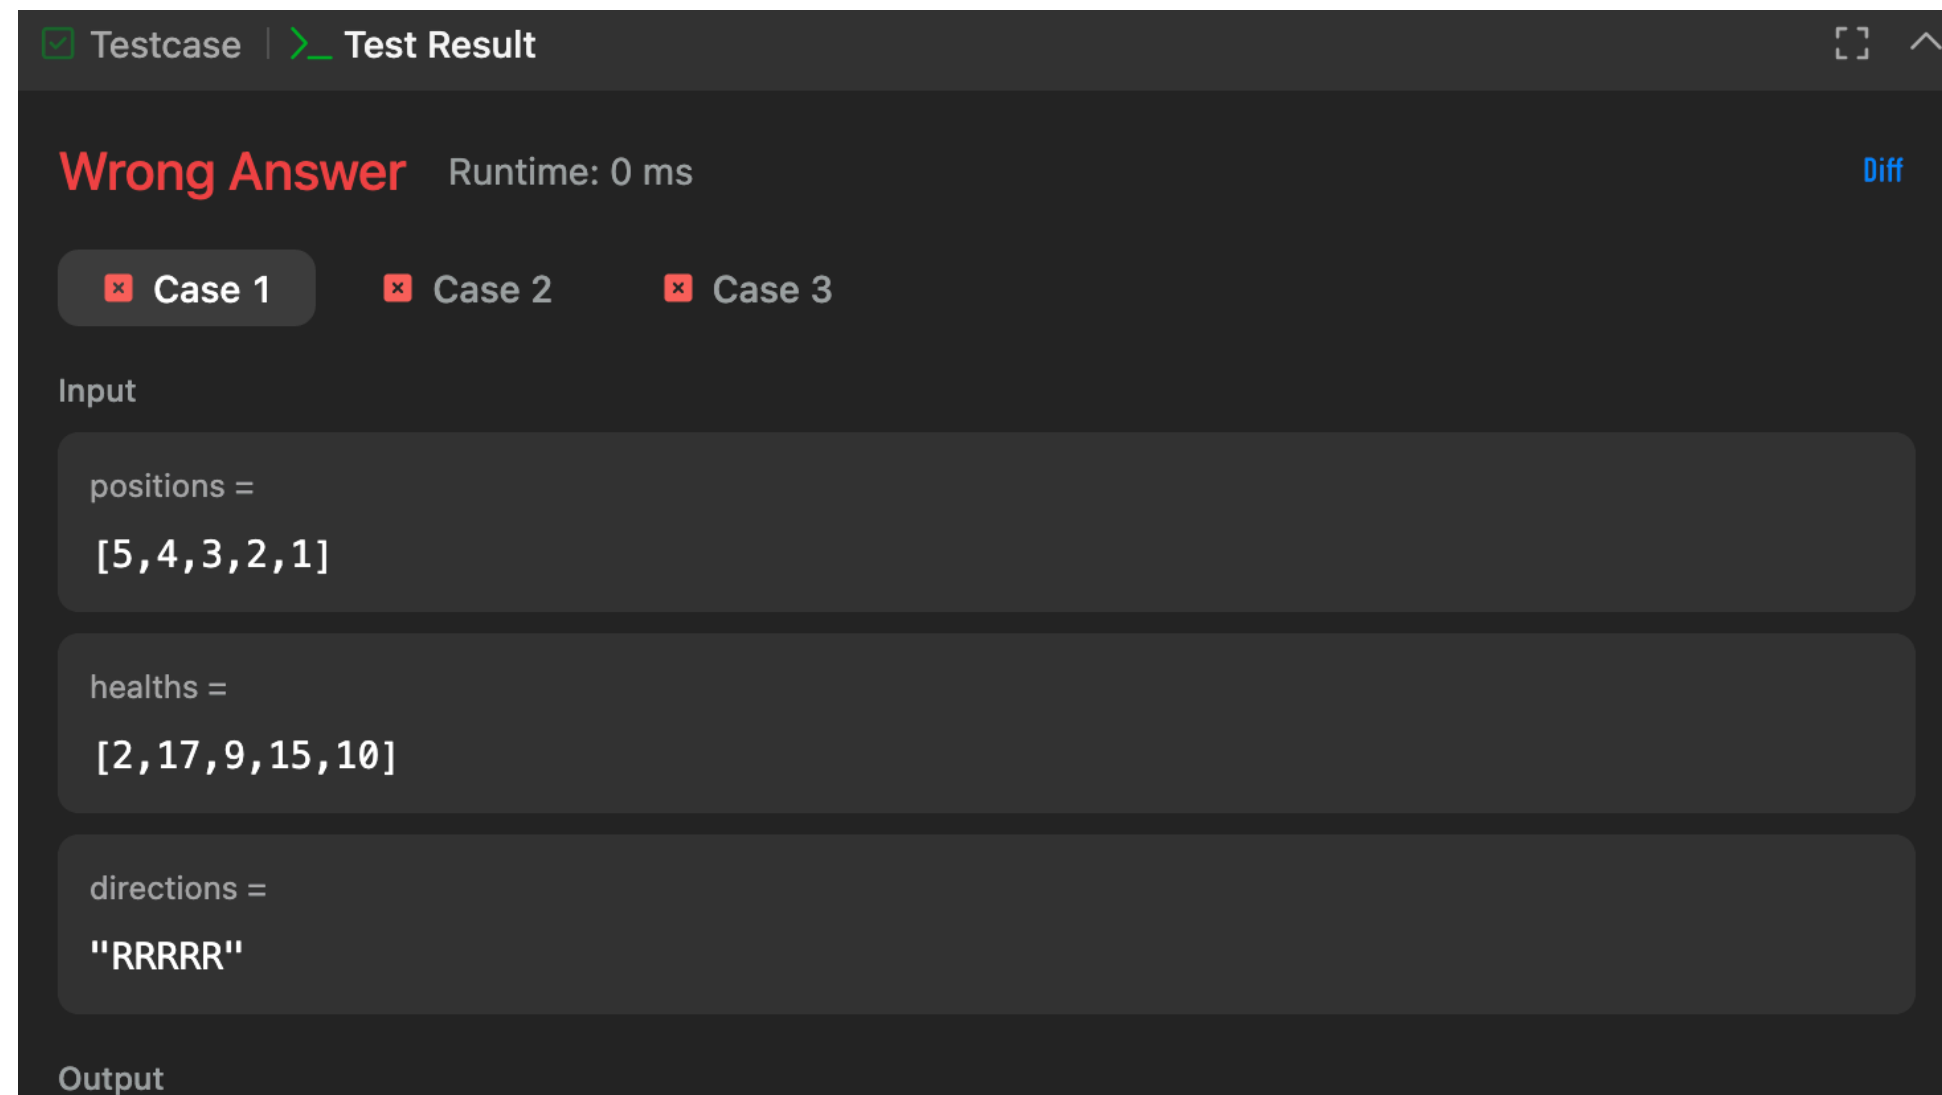 Testcase | >_ Test Result
Wrong Answer Runtime: 0 ms Diff
Case 1 Case 2 Case 3
Input
positions =
[5,4,3,2,1]
healths =
[2,17,9,15,10]
directions =
"RRRRR"
Output